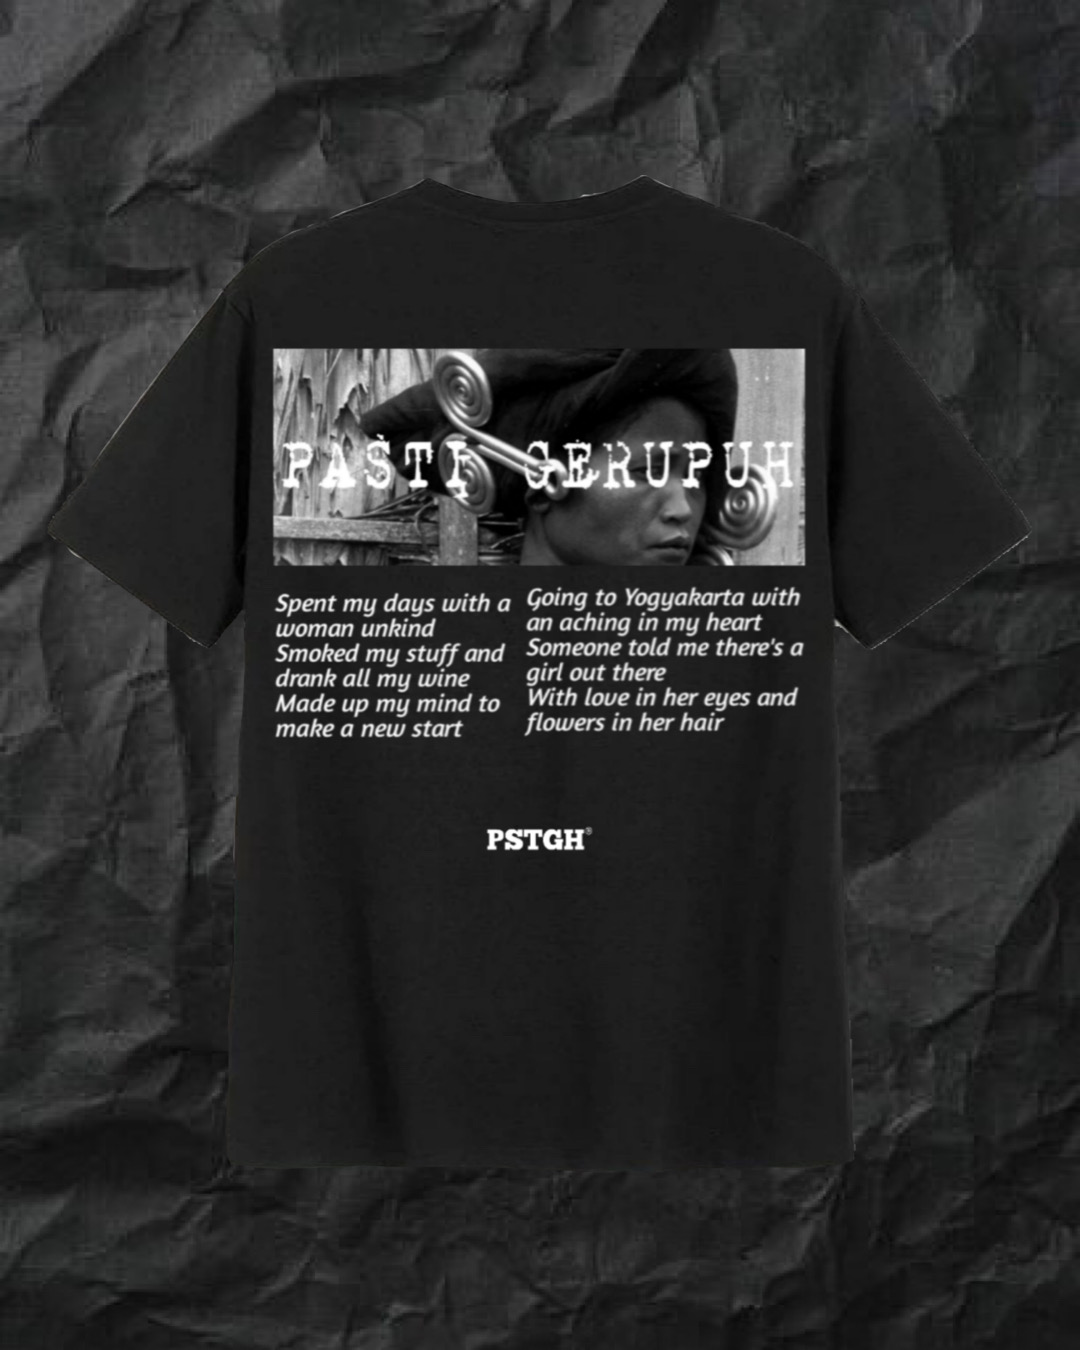 PASTI GERUPUH
Spent my days with a
woman unkind
Smoked my stuff and
drank all my wine
Made up my mind to
make a new start
Going to Yogyakarta with
an aching in my heart
Someone told me there's a
girl out there
With love in her eyes and
flowers in her hair
PSTGH®